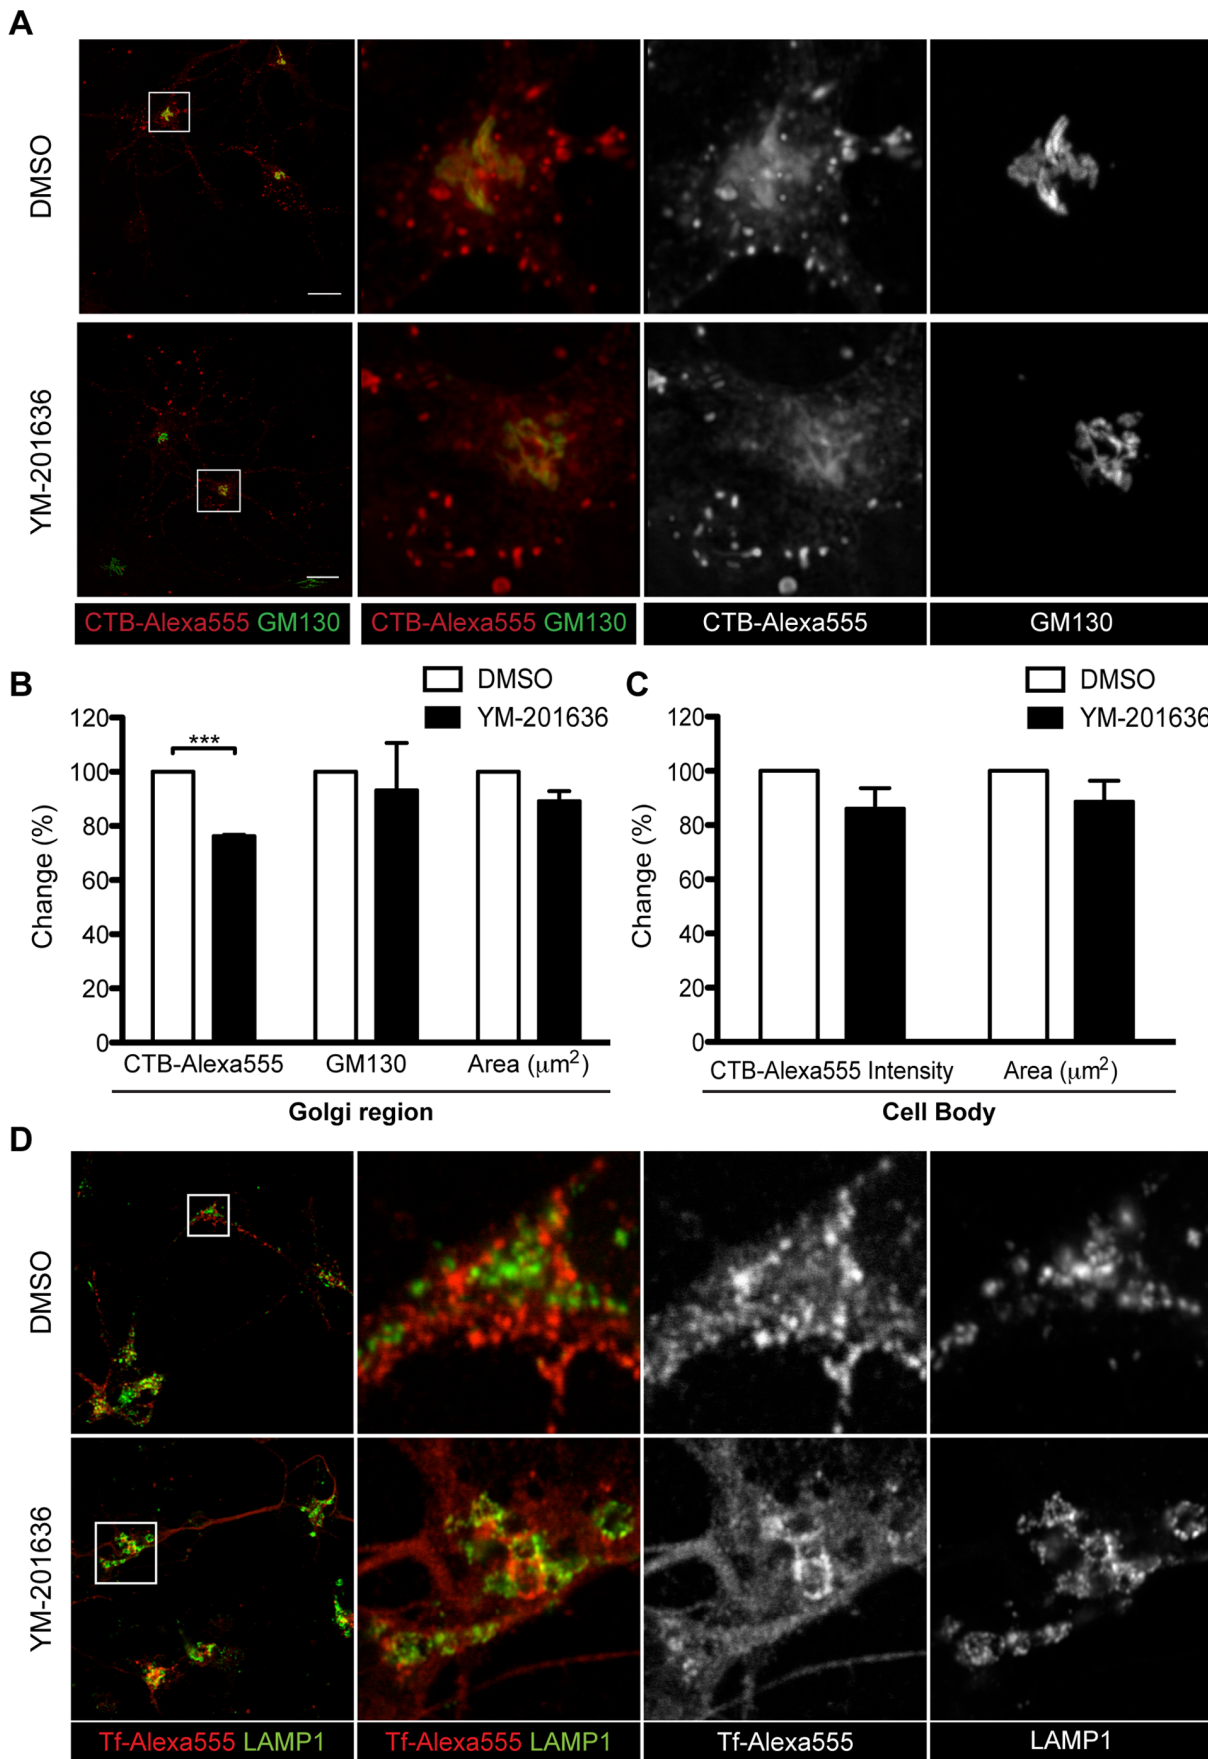 A
DMSO
YM-201636
CTB-Alexa555 GM130
CTB-Alexa555 GM130
CTB-Alexa555
GM130
B
DMSO
YM-201636
120
100
80
60
40
20
0
Change (%)
***
CTB-Alexa555
GM130
Area (μm²)
Golgi region
C
DMSO
YM-201636
120
100
80
60
40
20
0
Change (%)
CTB-Alexa555 Intensity
Area (μm²)
Cell Body
D
DMSO
YM-201636
Tf-Alexa555 LAMP1
Tf-Alexa555 LAMP1
Tf-Alexa555
LAMP1